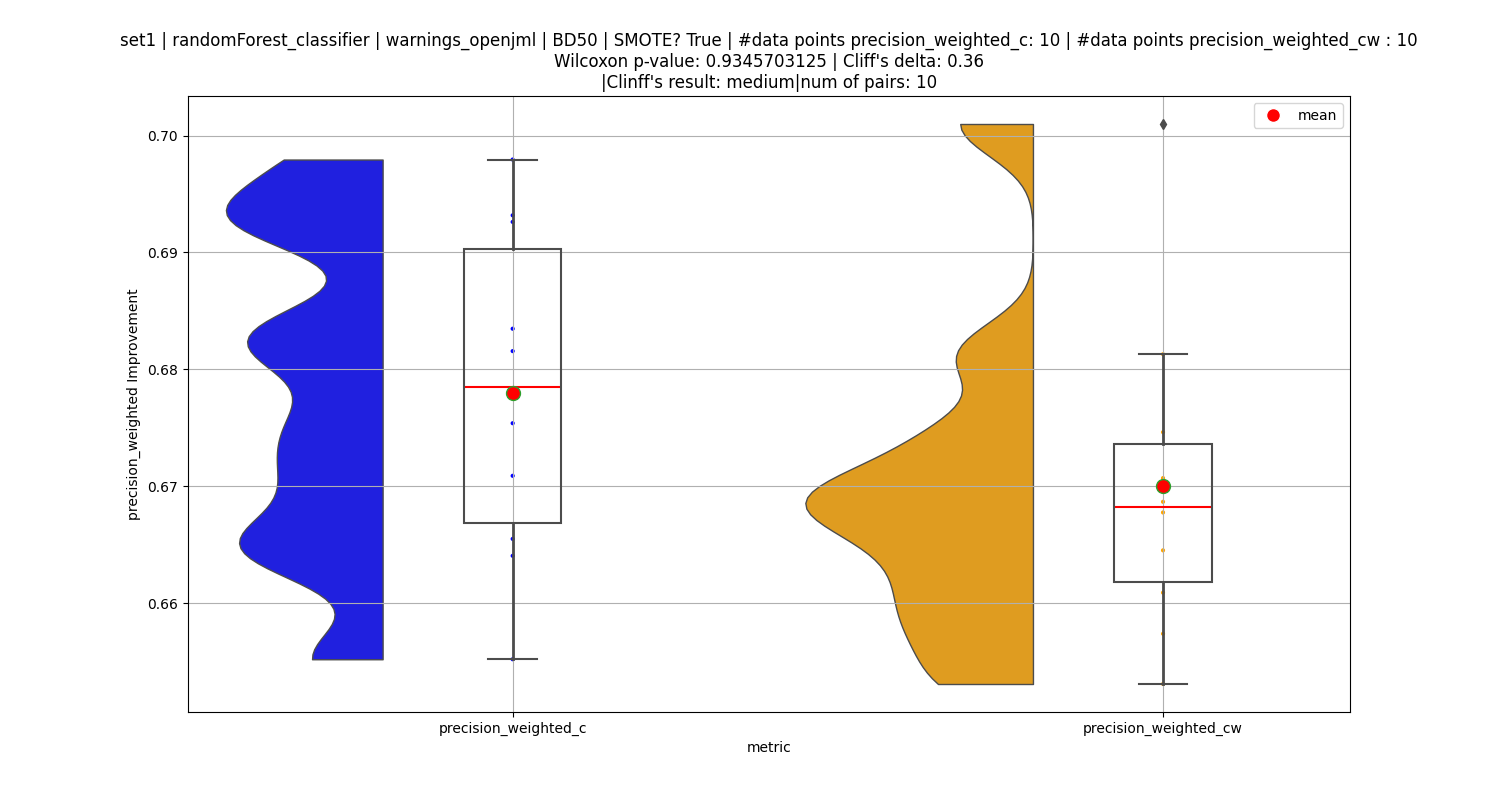 set1 | randomForest_classifier | warnings_openjml | BD50 | SMOTE? True | #data points precision_weighted_c: 10 | #data points precision_weighted_cw : 10
Wilcoxon p-value: 0.9345703125 | Cliff's delta: 0.36
|Clinff's result: medium|num of pairs: 10
mean
0.70
0.69
0.68
0.67
0.66
precision_weighted Improvement
precision_weighted_c
precision_weighted_cw
metric